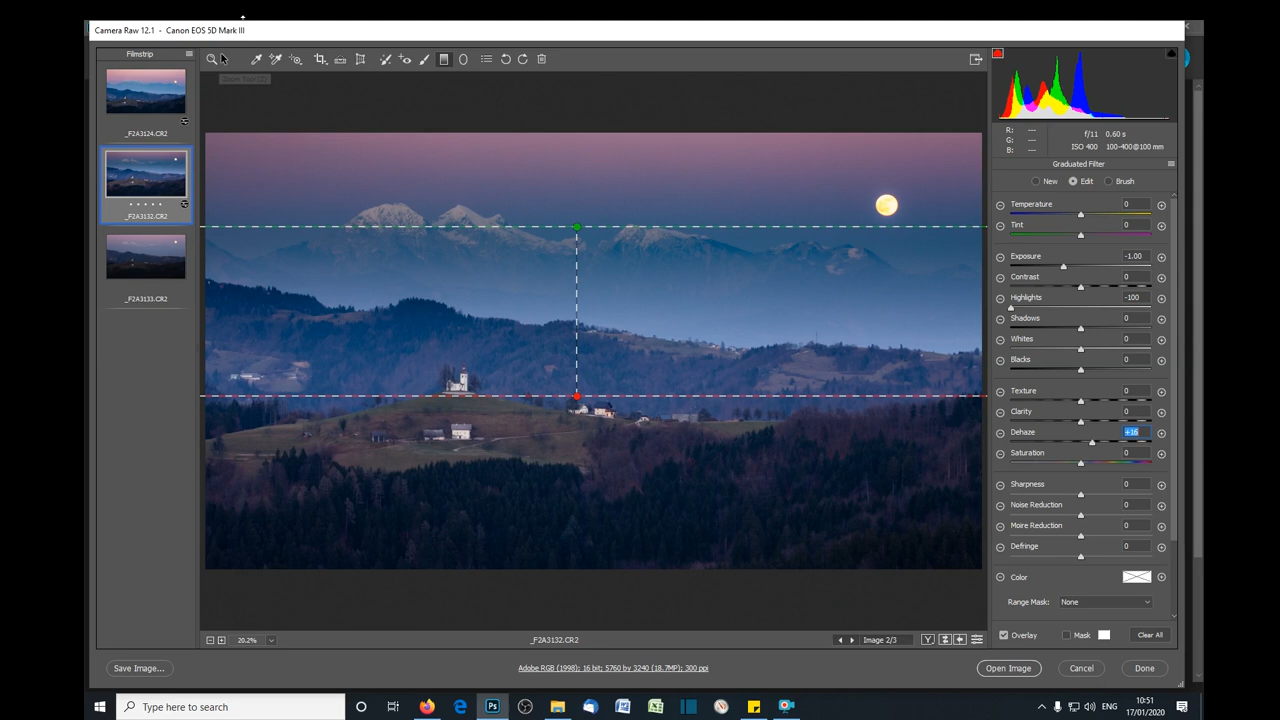 Camera Raw 12.1 - Canon EOS 5D Mark III
Filmstrip
Zoom Tool (Z)
_F2A3124.CR2
_F2A3132.CR2
_F2A3133.CR2
R: ---
G: ---
B: ---
f/11 0.60 s
ISO 400 100-400@100 mm
Graduated Filter
New Edit Brush
Temperature 0
Tint 0
Exposure -1.00
Contrast 0
Highlights -100
Shadows 0
Whites 0
Blacks 0
Texture 0
Clarity 0
Dehaze +16
Saturation 0
Sharpness 0
Noise Reduction 0
Moire Reduction 0
Defringe 0
Color
Range Mask: None
Overlay Mask Clear All
20.2% _F2A3132.CR2 Image 2/3 Y
Save Image... Adobe RGB (1998); 16 bit; 5760 by 3240 (18.7MP); 300 ppi Open Image Cancel Done
Type here to search
Ps
ENG
10:51
17/01/2020